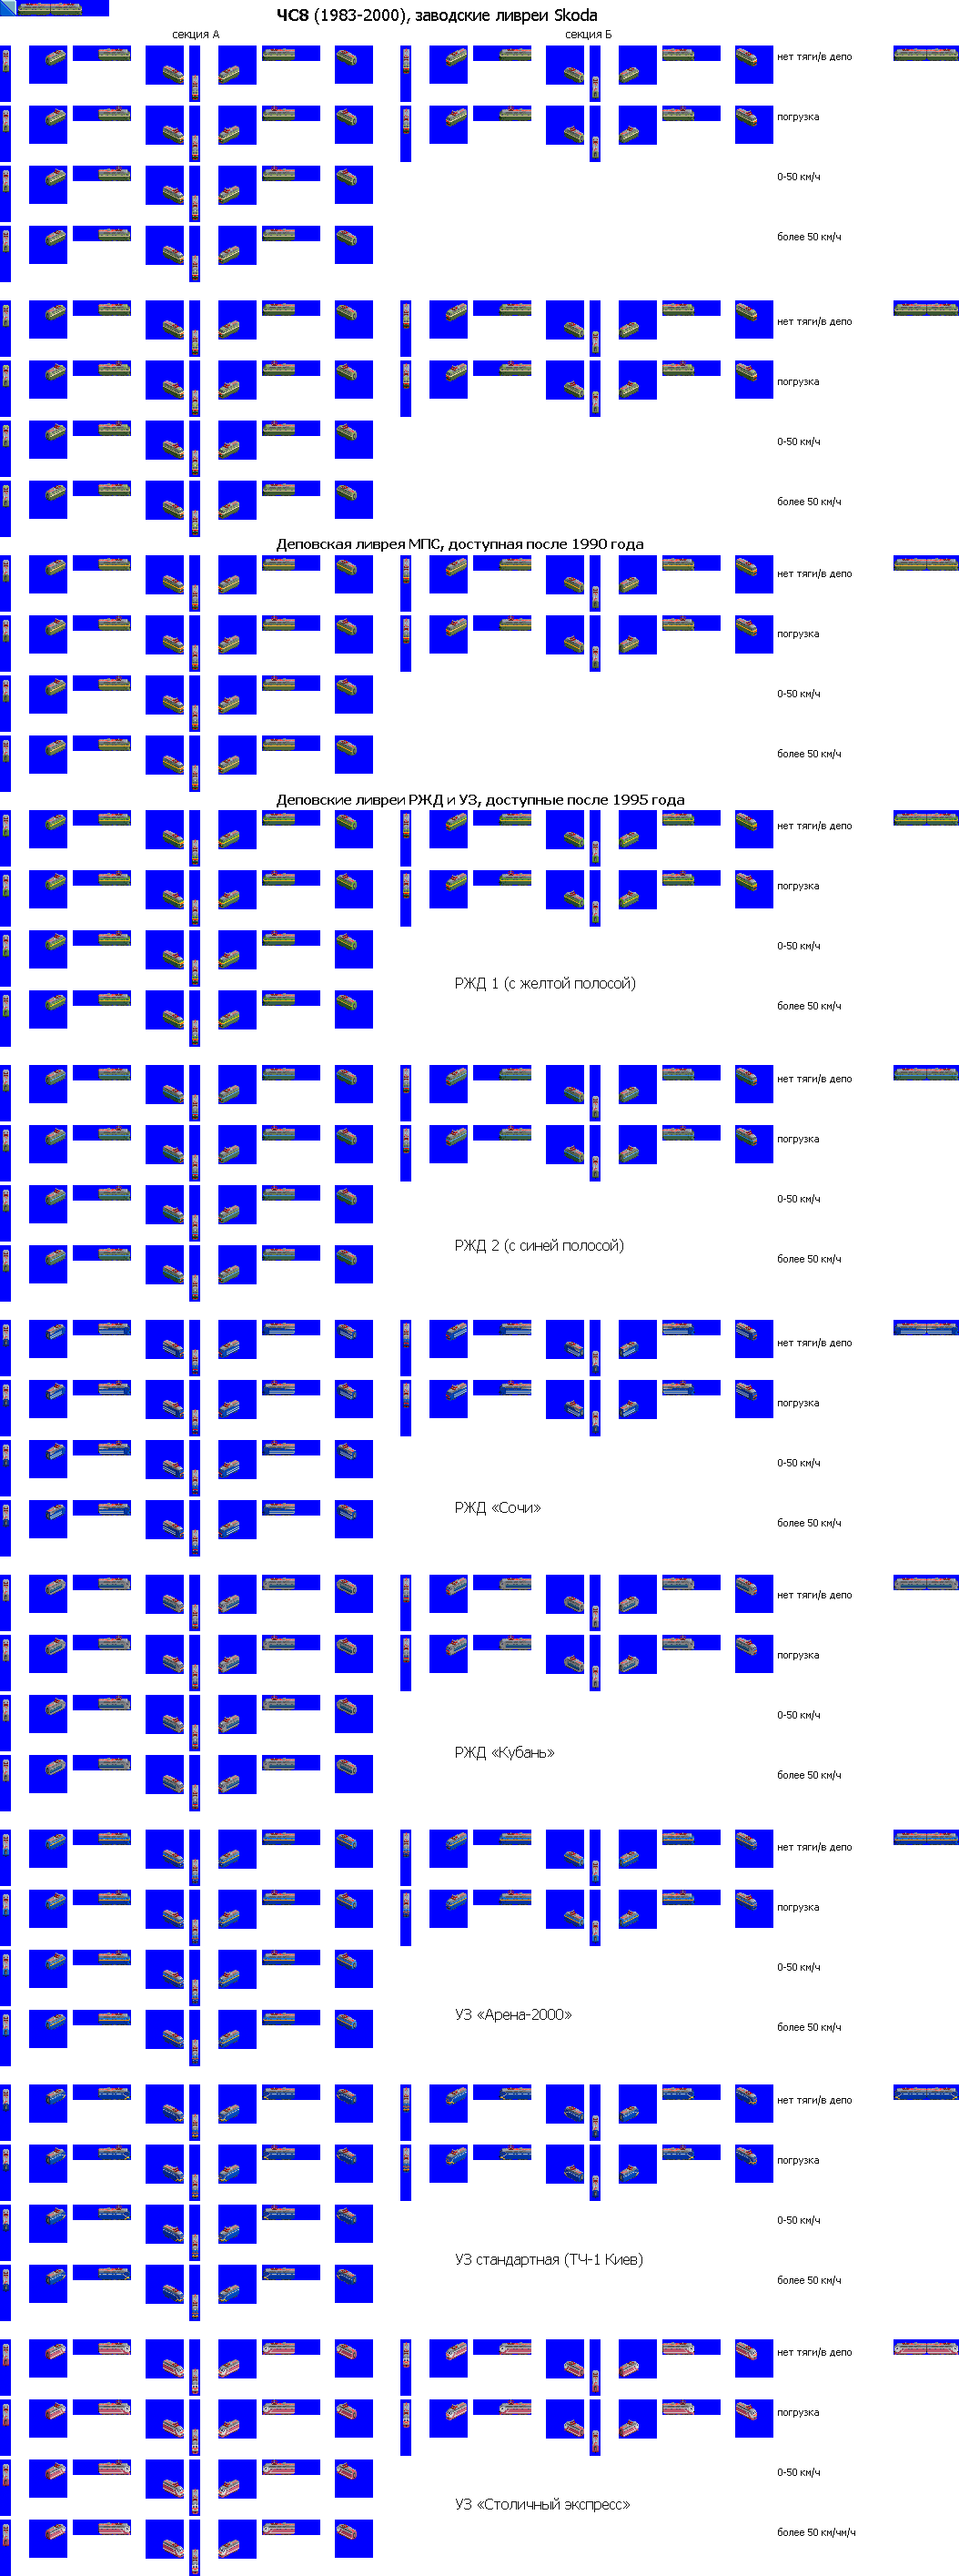 ЧС8 (1983-2000), заводские ливреи Skoda
секция А
секция Б
нет тяги/в депо
погрузка
0-50 км/ч
более 50 км/ч
нет тяги/в депо
погрузка
0-50 км/ч
более 50 км/ч
Деповская ливрея МПС, доступная после 1990 года
нет тяги/в депо
погрузка
0-50 км/ч
более 50 км/ч
Деповские ливреи РЖД и УЗ, доступные после 1995 года
нет тяги/в депо
погрузка
0-50 км/ч
РЖД 1 (с желтой полосой)
более 50 км/ч
нет тяги/в депо
погрузка
0-50 км/ч
РЖД 2 (с синей полосой)
более 50 км/ч
нет тяги/в депо
погрузка
0-50 км/ч
РЖД «Сочи»
более 50 км/ч
нет тяги/в депо
погрузка
0-50 км/ч
РЖД «Кубань»
более 50 км/ч
нет тяги/в депо
погрузка
0-50 км/ч
УЗ «Арена-2000»
более 50 км/ч
нет тяги/в депо
погрузка
0-50 км/ч
УЗ стандартная (ТЧ-1 Киев)
более 50 км/ч
нет тяги/в депо
погрузка
0-50 км/ч
УЗ «Столичный экспресс»
более 50 км/чм/ч